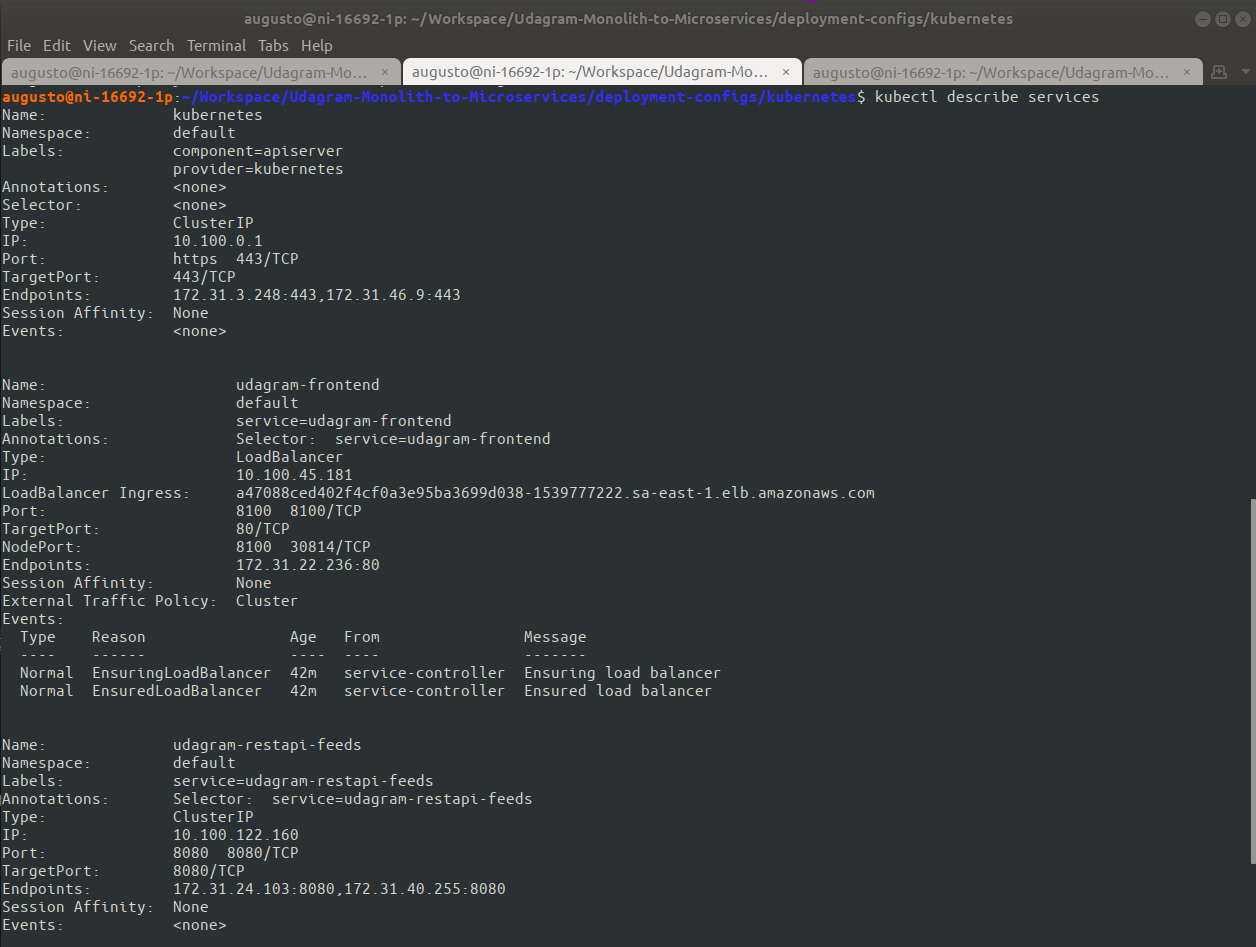 augusto@ni-16692-1p: ~/Workspace/Udagram-Monolith-to-Microservices/deployment-configs/kubernetes
File Edit View Search Terminal Tabs Help
augusto@ni-16692-1p: ~/Workspace/Udagram-Mo... × augusto@ni-16692-1p: ~/Workspace/Udagram-Mo... × augusto@ni-16692-1p: ~/Workspace/Udagram-Mo... ×
augusto@ni-16692-1p:~/Workspace/Udagram-Monolith-to-Microservices/deployment-configs/kubernetes$ kubectl describe services
Name:              kubernetes
Namespace:         default
Labels:            component=apiserver
                   provider=kubernetes
Annotations:       <none>
Selector:          <none>
Type:              ClusterIP
IP:                10.100.0.1
Port:              https  443/TCP
TargetPort:        443/TCP
Endpoints:         172.31.3.248:443,172.31.46.9:443
Session Affinity:  None
Events:            <none>
Name:                     udagram-frontend
Namespace:                default
Labels:                   service=udagram-frontend
Annotations:              Selector:  service=udagram-frontend
Type:                     LoadBalancer
IP:                       10.100.45.181
LoadBalancer Ingress:     a47088ced402f4cf0a3e95ba3699d038-1539777222.sa-east-1.elb.amazonaws.com
Port:                     8100  8100/TCP
TargetPort:               80/TCP
NodePort:                 8100  30814/TCP
Endpoints:                172.31.22.236:80
Session Affinity:         None
External Traffic Policy:  Cluster
Events:
  Type    Reason                Age   From                Message
  ----    ------                ----  ----                -------
  Normal  EnsuringLoadBalancer  42m   service-controller  Ensuring load balancer
  Normal  EnsuredLoadBalancer   42m   service-controller  Ensured load balancer
Name:              udagram-restapi-feeds
Namespace:         default
Labels:            service=udagram-restapi-feeds
Annotations:       Selector:  service=udagram-restapi-feeds
Type:              ClusterIP
IP:                10.100.122.160
Port:              8080  8080/TCP
TargetPort:        8080/TCP
Endpoints:         172.31.24.103:8080,172.31.40.255:8080
Session Affinity:  None
Events:            <none>